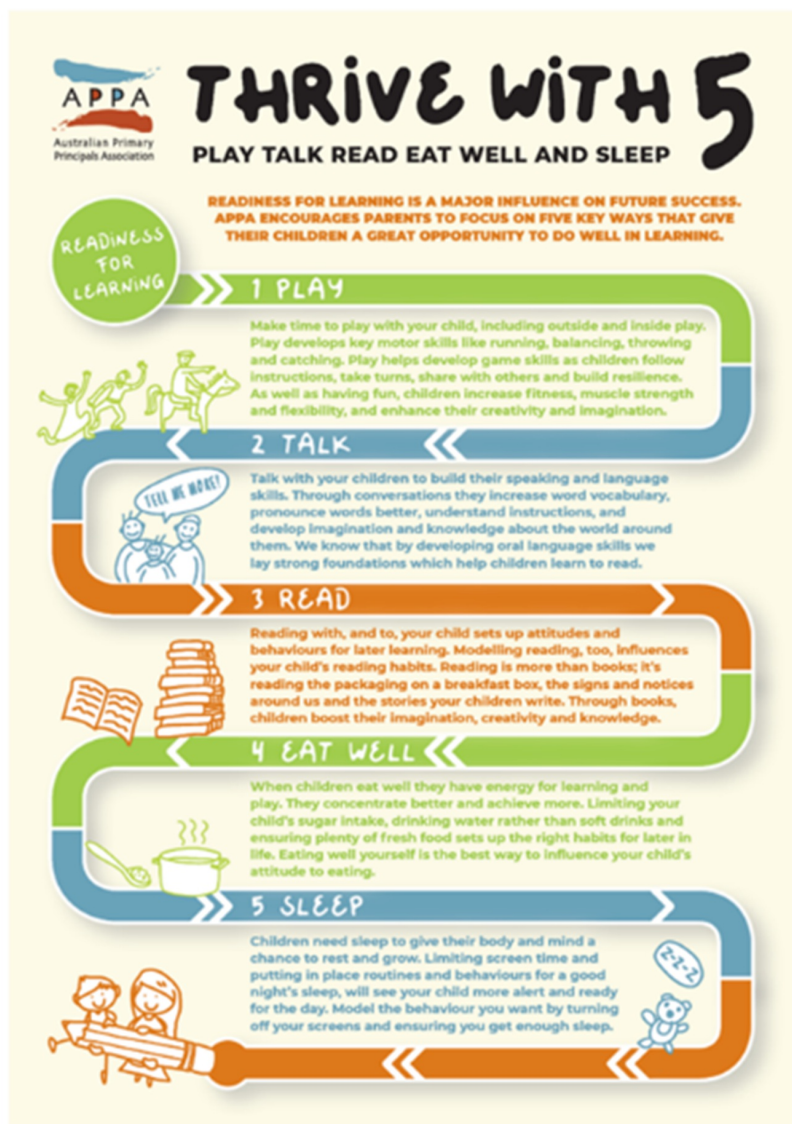 APPA
Australian Primary
Principals Association
THRIVE WITH 5
PLAY TALK READ EAT WELL AND SLEEP
READINESS FOR LEARNING IS A MAJOR INFLUENCE ON FUTURE SUCCESS.
APPA ENCOURAGES PARENTS TO FOCUS ON FIVE KEY WAYS THAT GIVE
THEIR CHILDREN A GREAT OPPORTUNITY TO DO WELL IN LEARNING.
READINESS
FOR
LEARNING
1 PLAY
Make time to play with your child, including outside and inside play.
Play develops key motor skills like running, balancing, throwing
and catching. Play helps develop game skills as children follow
instructions, take turns, share with others and build resilience.
As well as having fun, children increase fitness, muscle strength
and flexibility, and enhance their creativity and imagination.
2 TALK
TELL ME MORE!
Talk with your children to build their speaking and language
skills. Through conversations they increase word vocabulary,
pronounce words better, understand instructions, and
develop imagination and knowledge about the world around
them. We know that by developing oral language skills we
lay strong foundations which help children learn to read.
3 READ
Reading with, and to, your child sets up attitudes and
behaviours for later learning. Modelling reading, too, influences
your child's reading habits. Reading is more than books; it's
reading the packaging on a breakfast box, the signs and notices
around us and the stories your children write. Through books,
children boost their imagination, creativity and knowledge.
4 EAT WELL
When children eat well they have energy for learning and
play. They concentrate better and achieve more. Limiting your
child's sugar intake, drinking water rather than soft drinks and
ensuring plenty of fresh food sets up the right habits for later in
life. Eating well yourself is the best way to influence your child's
attitude to eating.
5 SLEEP
Children need sleep to give their body and mind a
chance to rest and grow. Limiting screen time and
putting in place routines and behaviours for a good
night's sleep, will see your child more alert and ready
for the day. Model the behaviour you want by turning
off your screens and ensuring you get enough sleep.
Z-Z-Z